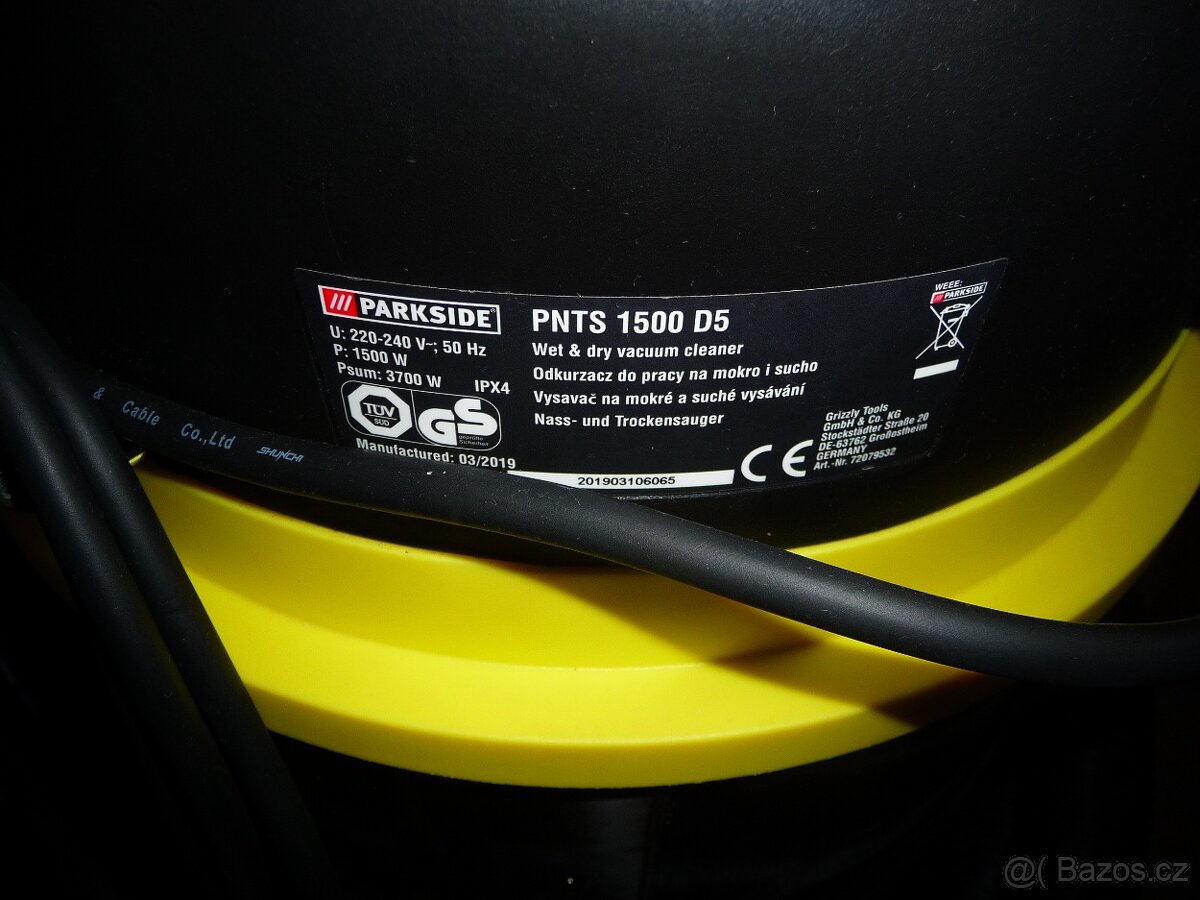 PARKSIDE
U: 220-240 V~; 50 Hz
P: 1500 W
Psum: 3700 W
IPX4
TÜV
SÜD
GS
geprüfte
Sicherheit
Manufactured: 03/2019
PNTS 1500 D5
Wet & dry vacuum cleaner
Odkurzacz do pracy na mokro i sucho
Vysavač na mokré a suché vysávání
Nass- und Trockensauger
201903106065
CE
WEEE:
PARKSIDE
Grizzly Tools
GmbH & Co. KG
Stockstädter Straße 20
DE-63762 Großostheim
GERMANY
Art.-Nr. 72079532
& Cable Co.,Ltd SHUNCHI
@( Bazos.cz